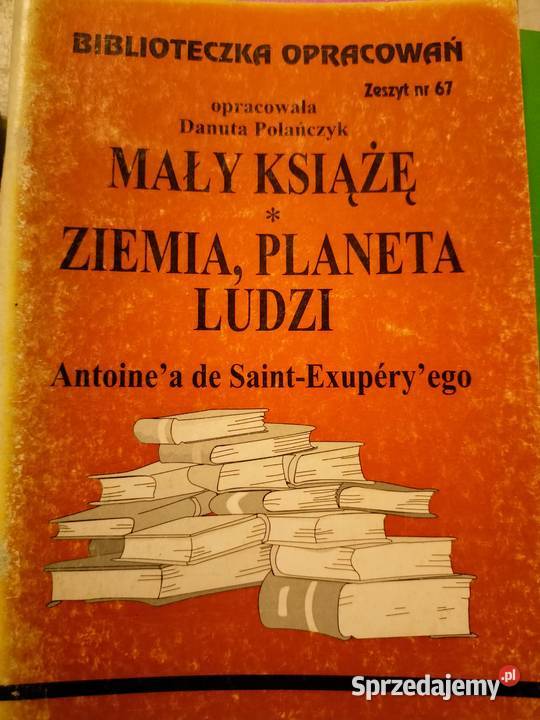 BIBLIOTECZKA OPRACOWAŃ
Zeszyt nr 67
opracowała
Danuta Polańczyk
MAŁY KSIĄŻĘ
*
ZIEMIA, PLANETA
LUDZI
Antoine'a de Saint-Exupéry'ego
Sprzedajemy.pl